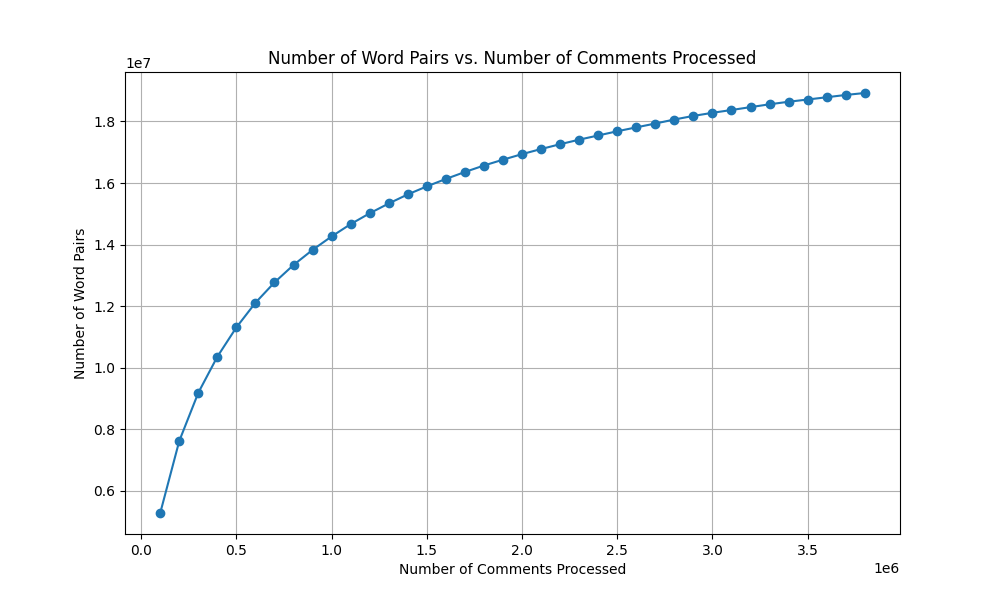 Number of Word Pairs vs. Number of Comments Processed
1e7
1.8
1.6
1.4
1.2
1.0
0.8
0.6
Number of Word Pairs
0.0 0.5 1.0 1.5 2.0 2.5 3.0 3.5
1e6
Number of Comments Processed